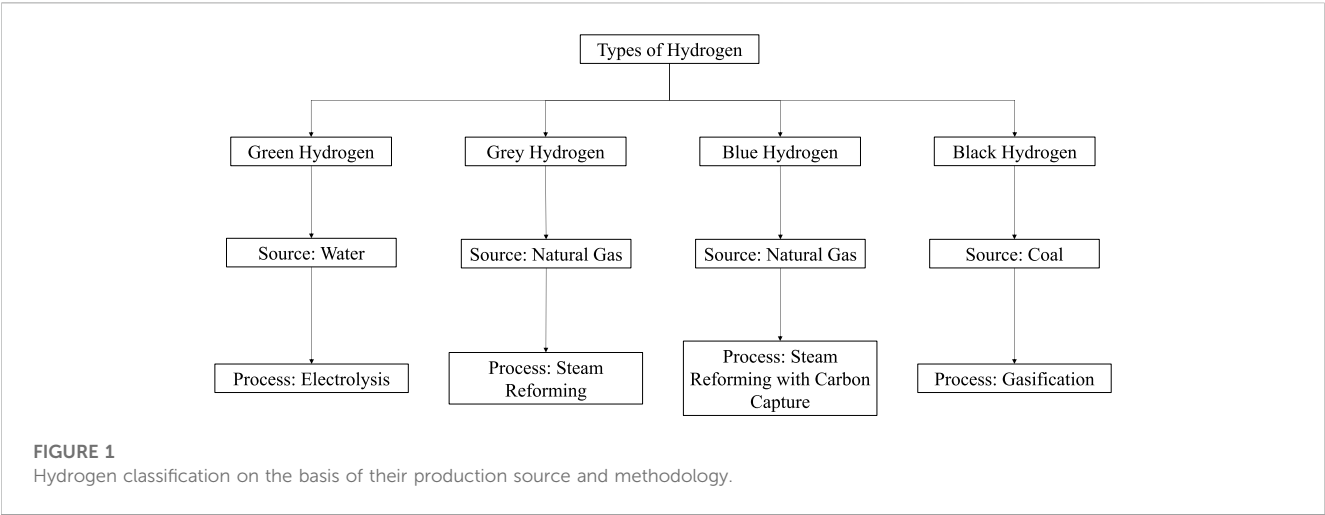 Types of Hydrogen
Green Hydrogen
Grey Hydrogen
Blue Hydrogen
Black Hydrogen
Source: Water
Source: Natural Gas
Source: Natural Gas
Source: Coal
Process: Electrolysis
Process: Steam
Reforming
Process: Steam
Reforming with Carbon
Capture
Process: Gasification
FIGURE 1
Hydrogen classification on the basis of their production source and methodology.